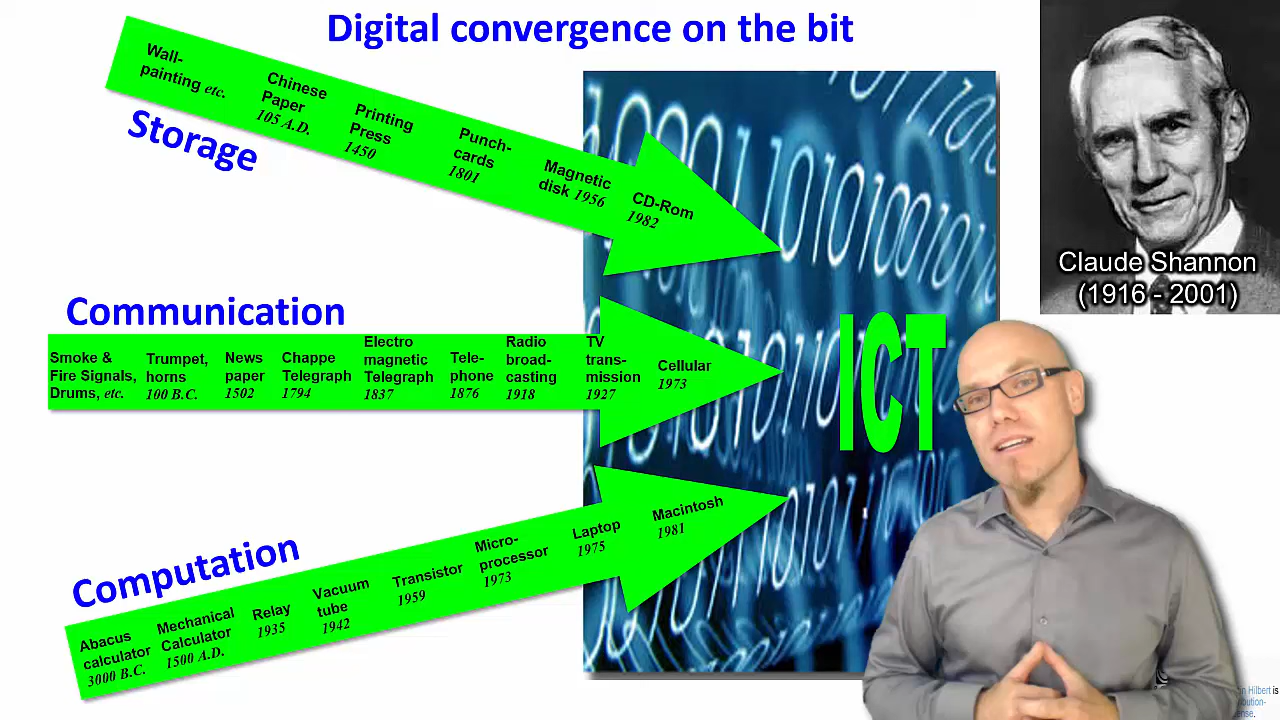 Digital convergence on the bit
Wall-
painting etc.
Chinese
Paper
105 A.D.
Printing
Press
1450
Punch-
cards
1801
Magnetic
disk 1956
CD-Rom
1982
Storage
Claude Shannon
(1916 - 2001)
Communication
Smoke &
Fire Signals,
Drums, etc.
Trumpet,
horns
100 B.C.
News
paper
1502
Chappe
Telegraph
1794
Electro
magnetic
Telegraph
1837
Tele-
phone
1876
Radio
broad-
casting
1918
TV
trans-
mission
1927
Cellular
1973
ICT
Computation
Abacus
calculator
3000 B.C.
Mechanical
Calculator
1500 A.D.
Relay
1935
Vacuum
tube
1942
Transistor
1959
Micro-
processor
1973
Laptop
1975
Macintosh
1981
Hilbert is